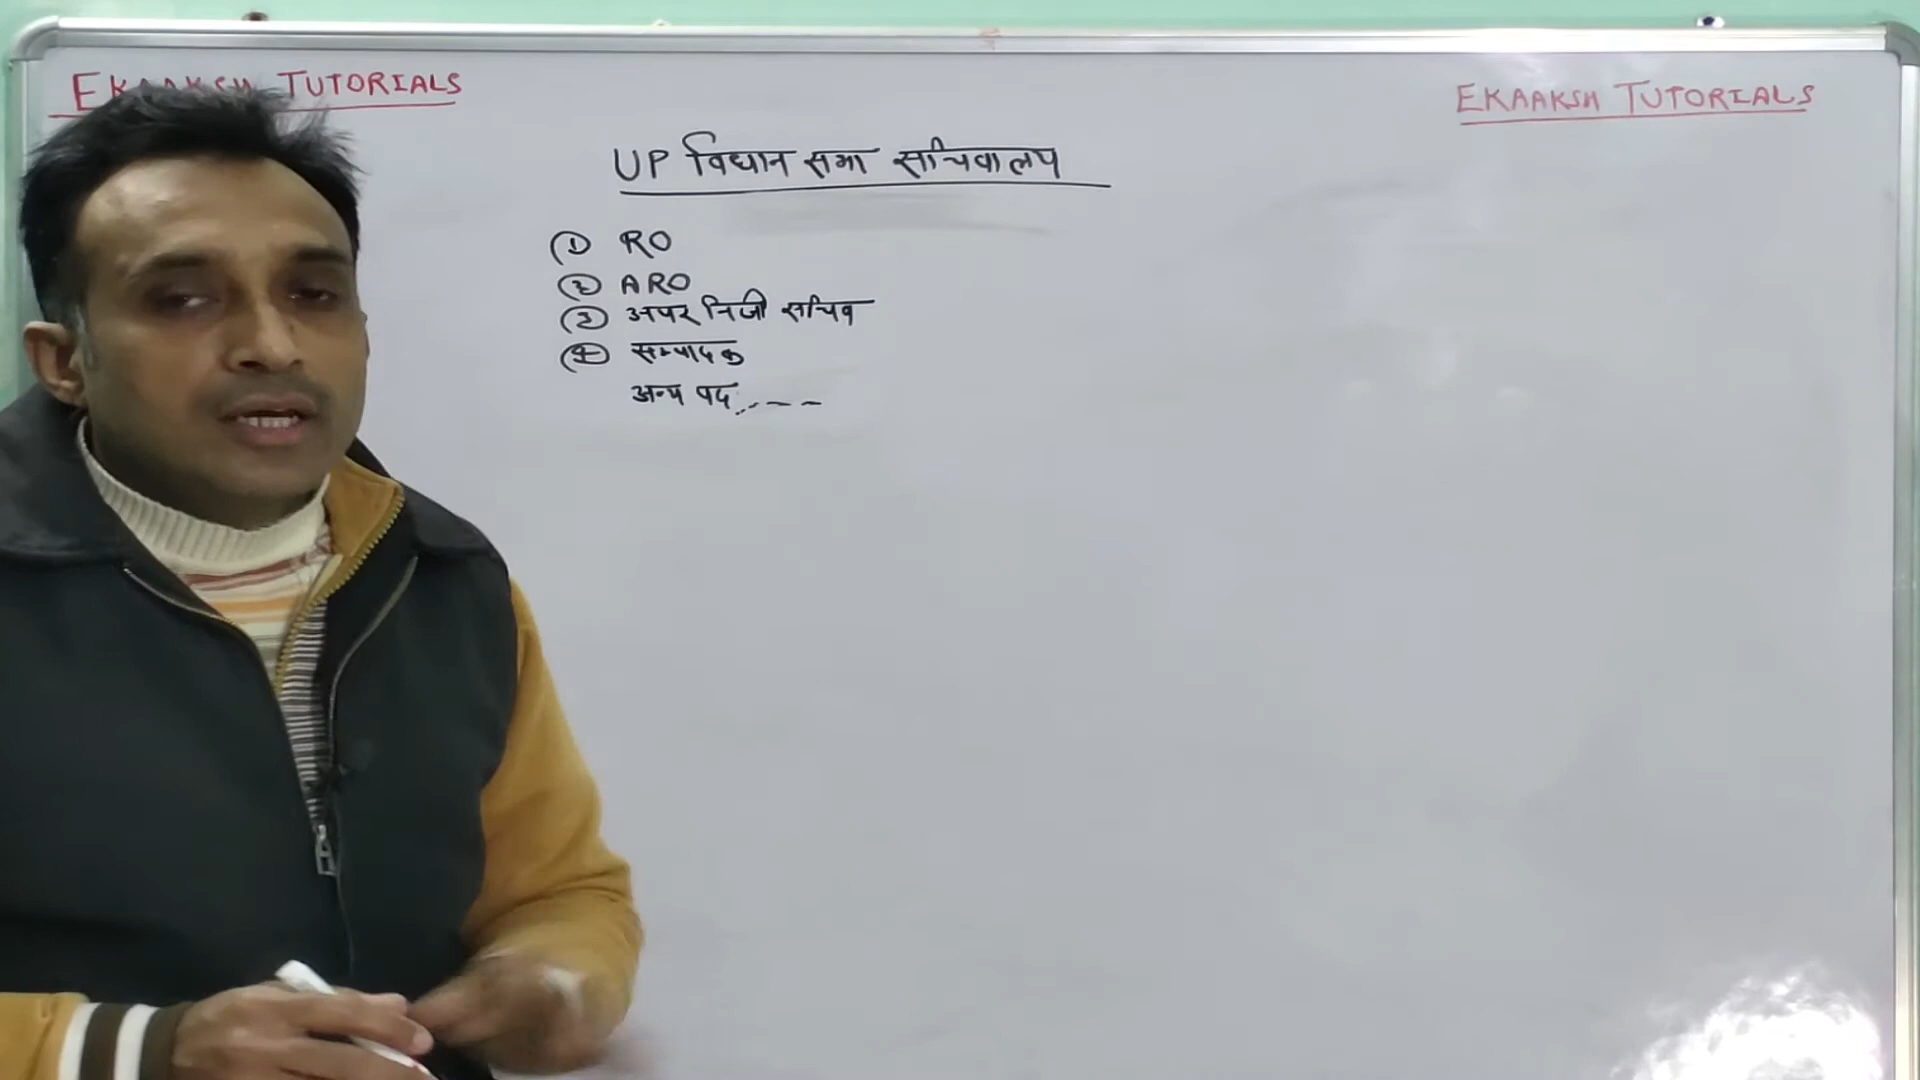 EKAAKSH TUTORIALS
EKAAKSH TUTORIALS
UP विधान सभा सचिवालय
① RO
② ARO
③ अपर निजी सचिव
④ सम्पादक
अन्य पद - - -